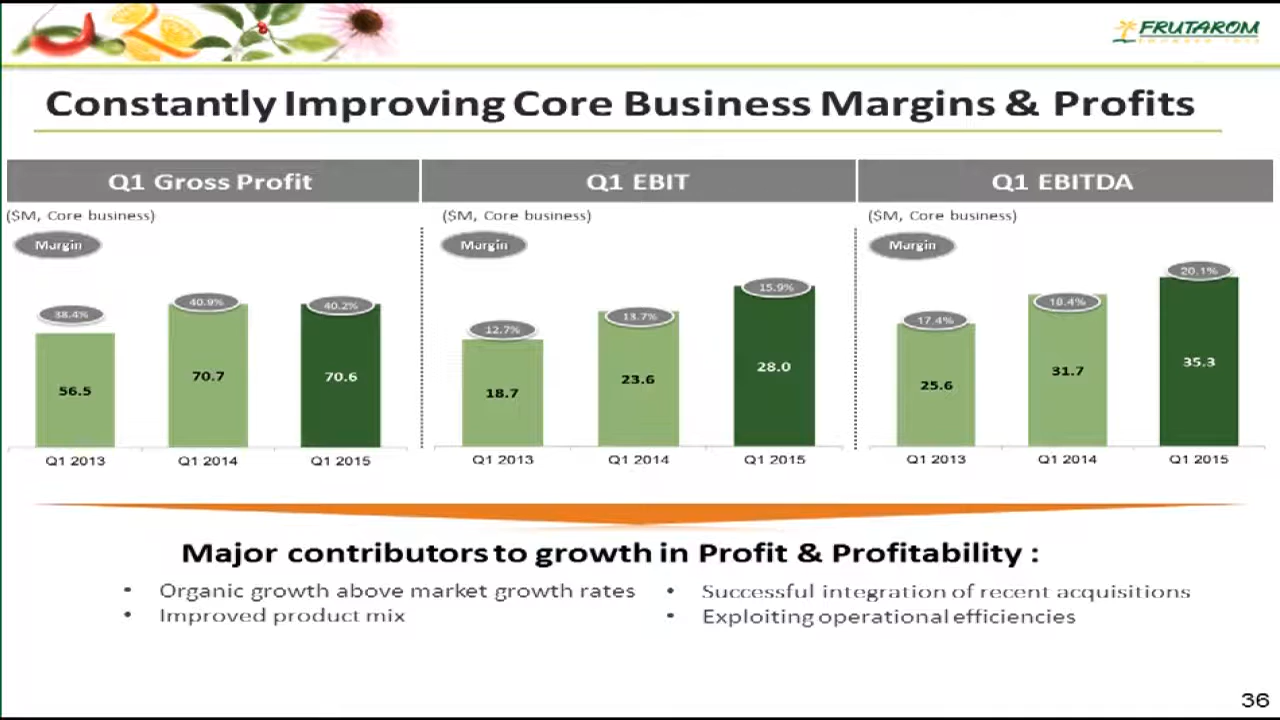 FRUTAROM
Constantly Improving Core Business Margins & Profits
Q1 Gross Profit
($M, Core business)
Margin
38.4%
40.9%
40.2%
56.5
70.7
70.6
Q1 2013
Q1 2014
Q1 2015
Q1 EBIT
($M, Core business)
Margin
12.7%
13.7%
15.9%
18.7
23.6
28.0
Q1 2013
Q1 2014
Q1 2015
Q1 EBITDA
($M, Core business)
Margin
17.4%
18.4%
20.1%
25.6
31.7
35.3
Q1 2013
Q1 2014
Q1 2015
Major contributors to growth in Profit & Profitability :
• Organic growth above market growth rates
• Improved product mix
• Successful integration of recent acquisitions
• Exploiting operational efficiencies
36